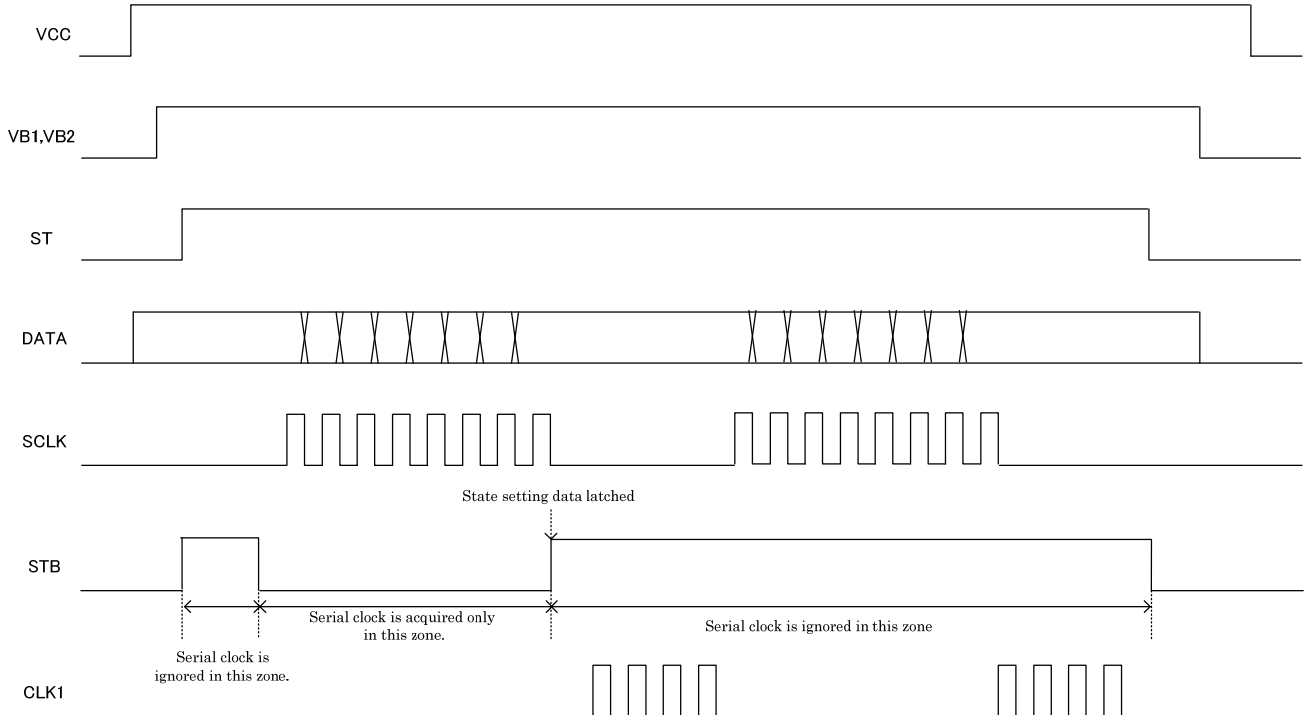 VCC
VB1,VB2
ST
DATA
SCLK
State setting data latched
STB
Serial clock is acquired only
in this zone.
Serial clock is ignored in this zone
Serial clock is
ignored in this zone.
CLK1